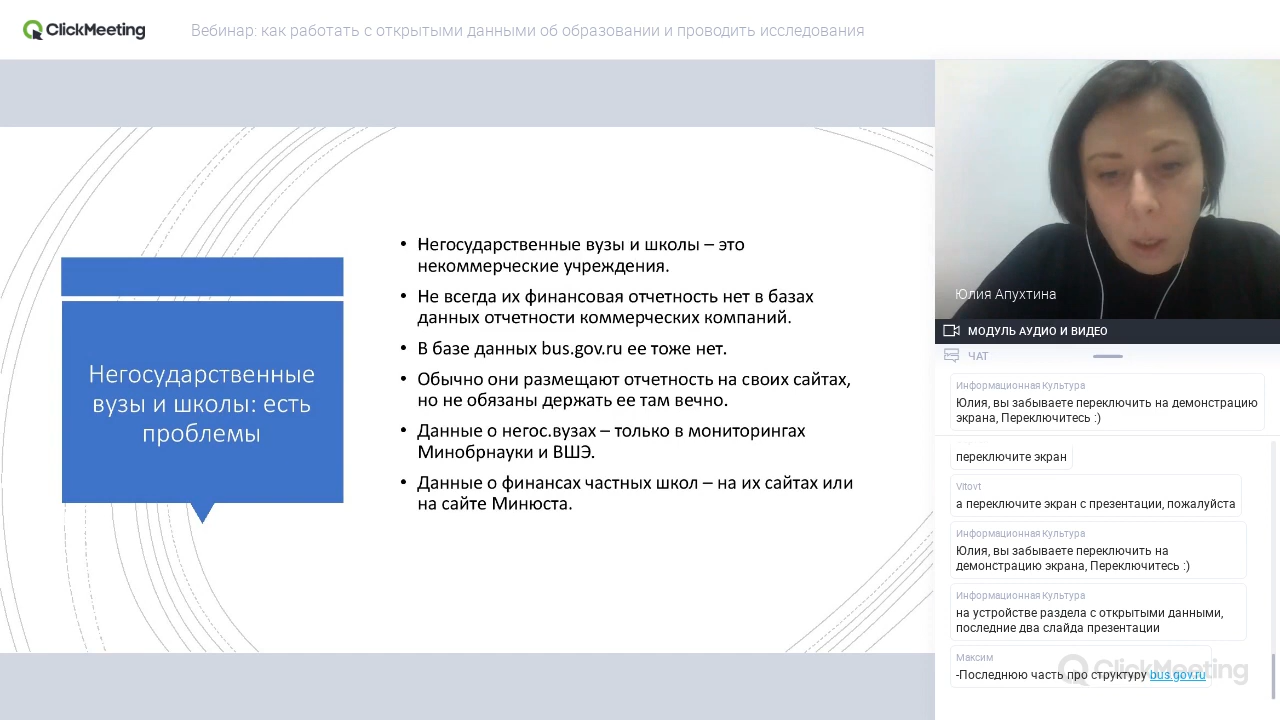 ClickMeeting
Вебинар: как работать с открытыми данными об образовании и проводить исследования
Негосударственные
вузы и школы: есть
проблемы
• Негосударственные вузы и школы – это
некоммерческие учреждения.
• Не всегда их финансовая отчетность нет в базах
данных отчетности коммерческих компаний.
• В базе данных bus.gov.ru ее тоже нет.
• Обычно они размещают отчетность на своих сайтах,
но не обязаны держать ее там вечно.
• Данные о негос.вузах – только в мониторингах
Минобрнауки и ВШЭ.
• Данные о финансах частных школ – на их сайтах или
на сайте Минюста.
Юлия Апухтина
МОДУЛЬ АУДИО И ВИДЕО
ЧАТ
Информационная Культура
Юлия, вы забываете переключить на демонстрацию
экрана, Переключитесь :)
переключите экран
Vitovt
а переключите экран с презентации, пожалуйста
Информационная Культура
Юлия, вы забываете переключить на
демонстрацию экрана, Переключитесь :)
Информационная Культура
на устройстве раздела с открытыми данными,
последние два слайда презентации
Максим
-Последнюю часть про структуру bus.gov.ru
ClickMeeting